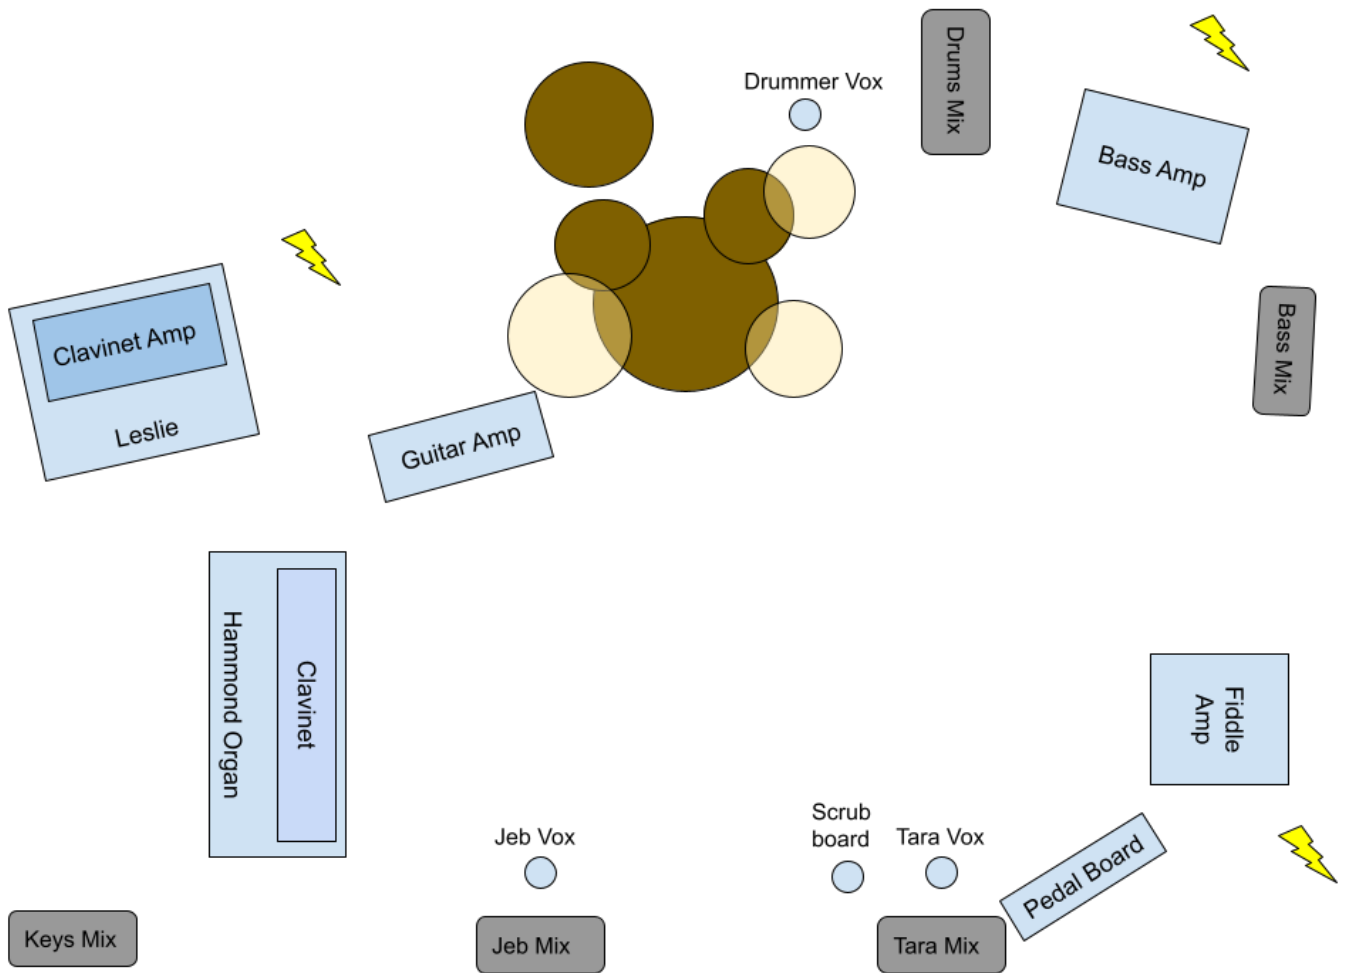 Drummer Vox
Drums Mix
Bass Amp
Clavinet Amp
Leslie
Guitar Amp
Bass Mix
Hammond Organ
Clavinet
Fiddle
Amp
Jeb Vox
Scrub
board
Tara Vox
Pedal Board
Keys Mix
Jeb Mix
Tara Mix